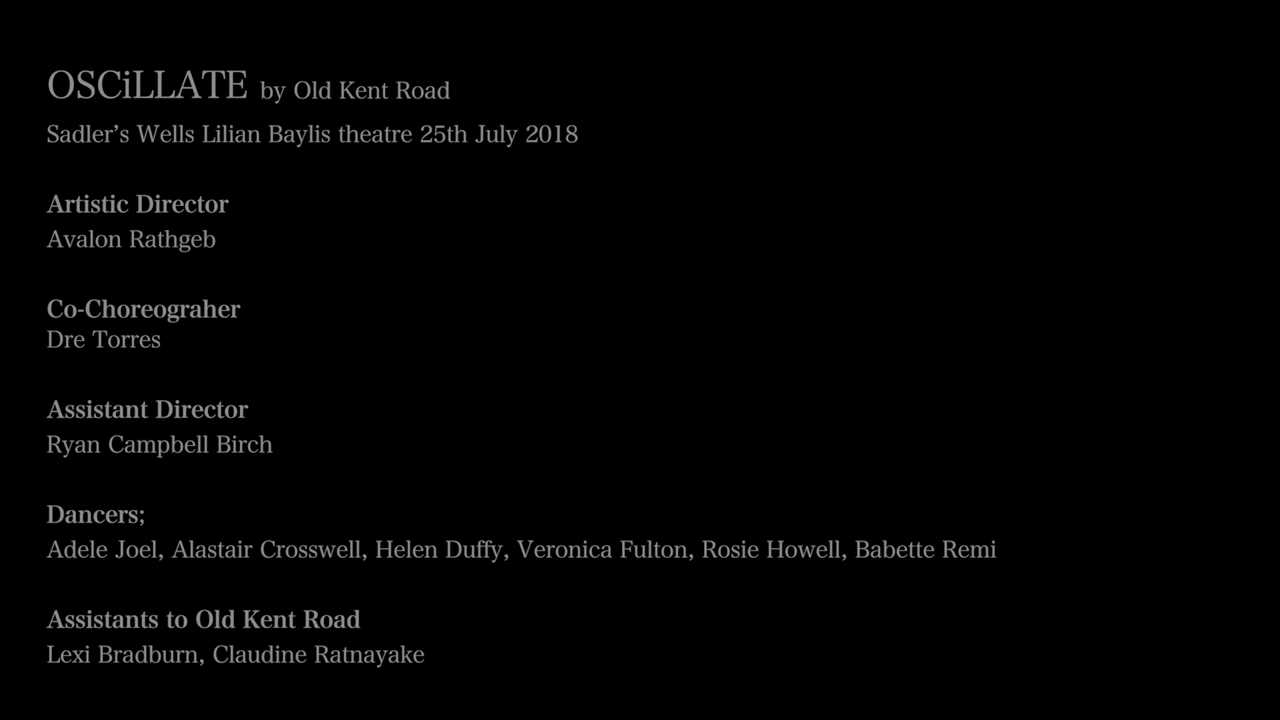 OSCiLLATE by Old Kent Road
Sadler’s Wells Lilian Baylis theatre 25th July 2018
Artistic Director
Avalon Rathgeb
Co-Choreograher
Dre Torres
Assistant Director
Ryan Campbell Birch
Dancers;
Adele Joel, Alastair Crosswell, Helen Duffy, Veronica Fulton, Rosie Howell, Babette Remi
Assistants to Old Kent Road
Lexi Bradburn, Claudine Ratnayake